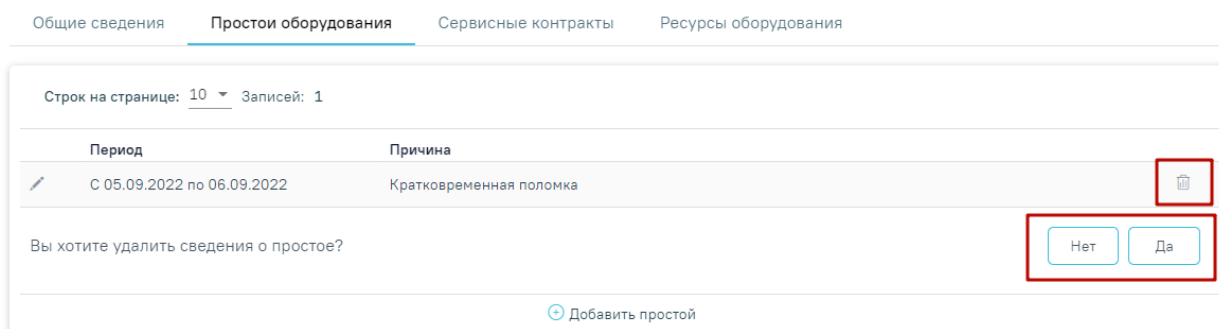 Общие сведения Простои оборудования Сервисные контракты Ресурсы оборудования
Строк на странице: 10 Записей: 1
Период Причина
С 05.09.2022 по 06.09.2022 Кратковременная поломка
Вы хотите удалить сведения о простое? Нет Да
Добавить простой